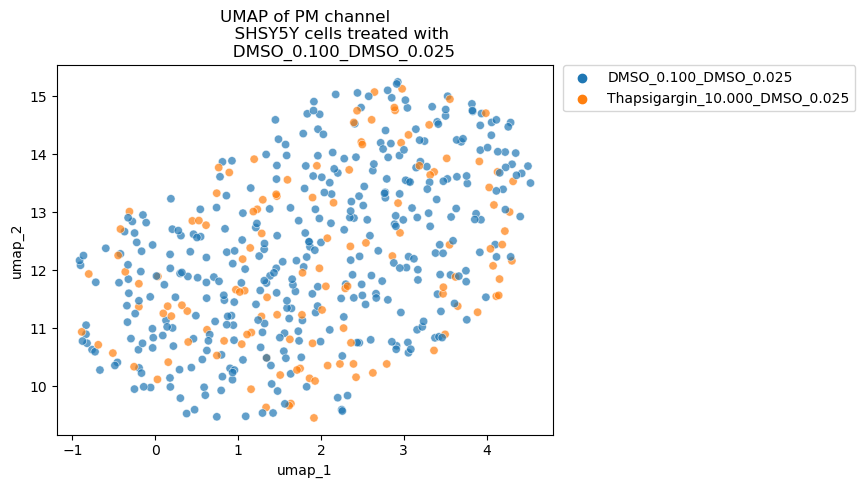 UMAP of PM channel
SHSY5Y cells treated with
DMSO_0.100_DMSO_0.025
DMSO_0.100_DMSO_0.025
Thapsigargin_10.000_DMSO_0.025
umap_2
15
14
13
12
11
10
−1
0
1
2
3
4
umap_1